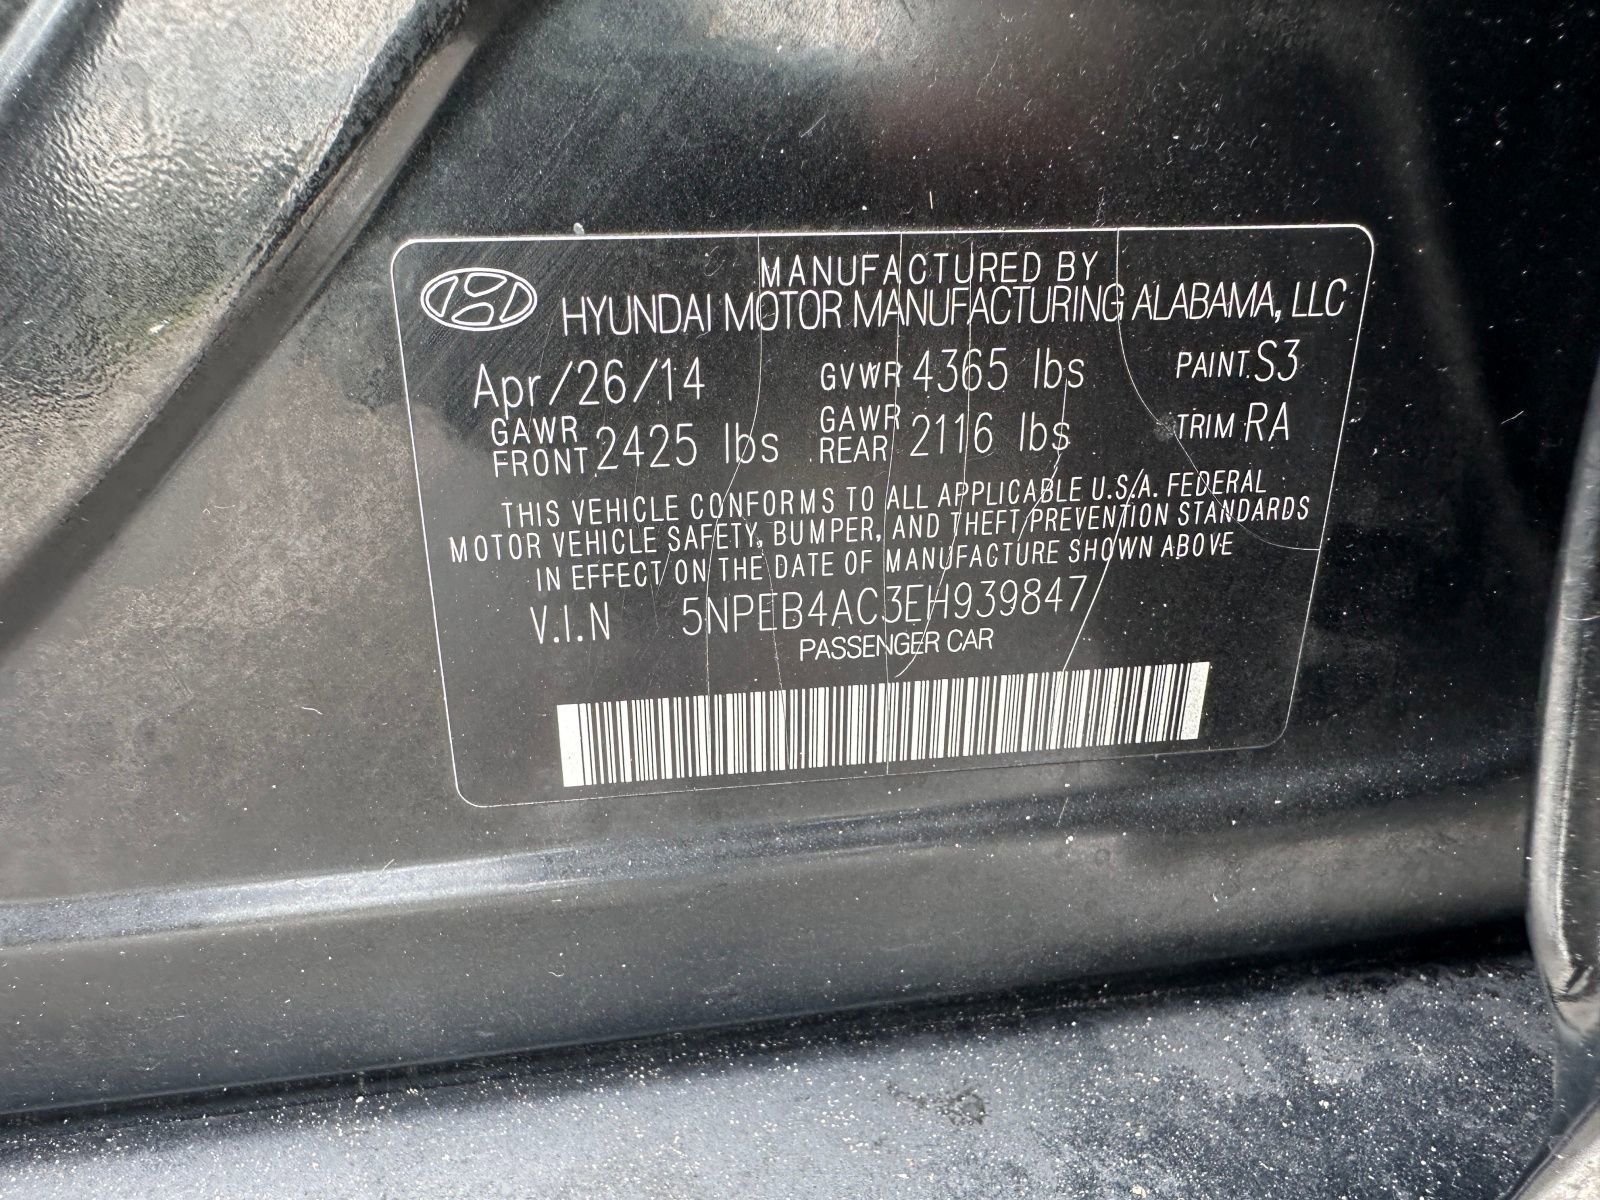 MANUFACTURED BY
HYUNDAI MOTOR MANUFACTURING ALABAMA, LLC
Apr/26/14 GVWR 4365 lbs PAINT. S3
GAWR FRONT 2425 lbs GAWR REAR 2116 lbs TRIM RA
THIS VEHICLE CONFORMS TO ALL APPLICABLE U.S.A. FEDERAL
MOTOR VEHICLE SAFETY, BUMPER, AND THEFT PREVENTION STANDARDS
IN EFFECT ON THE DATE OF MANUFACTURE SHOWN ABOVE
V.I.N 5NPEB4AC3EH939847
PASSENGER CAR